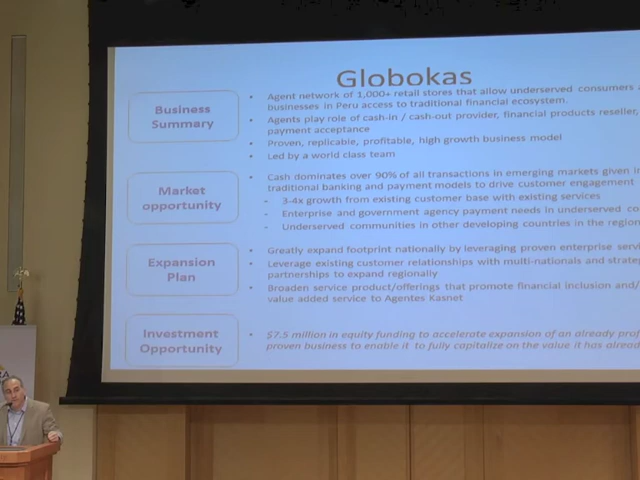 Globokas
Business
Summary
• Agent network of 1,000+ retail stores that allow underserved consumers
businesses in Peru access to traditional financial ecosystem.
• Agents play role of cash-in / cash-out provider, financial products reseller,
payment acceptance
• Proven, replicable, profitable, high growth business model
• Led by a world class team
Market
opportunity
• Cash dominates over 90% of all transactions in emerging markets given
traditional banking and payment models to drive customer engagement
- 3-4x growth from existing customer base with existing services
- Enterprise and government agency payment needs in underserved
- Underserved communities in other developing countries in the
Expansion
Plan
• Greatly expand footprint nationally by leveraging proven enterprise
• Leverage existing customer relationships with multi-nationals and
partnerships to expand regionally
• Broaden service product/offerings that promote financial inclusion
value added service to Agentes Kasnet
Investment
Opportunity
• $7.5 million in equity funding to accelerate expansion of an already
proven business to enable it to fully capitalize on the value it has